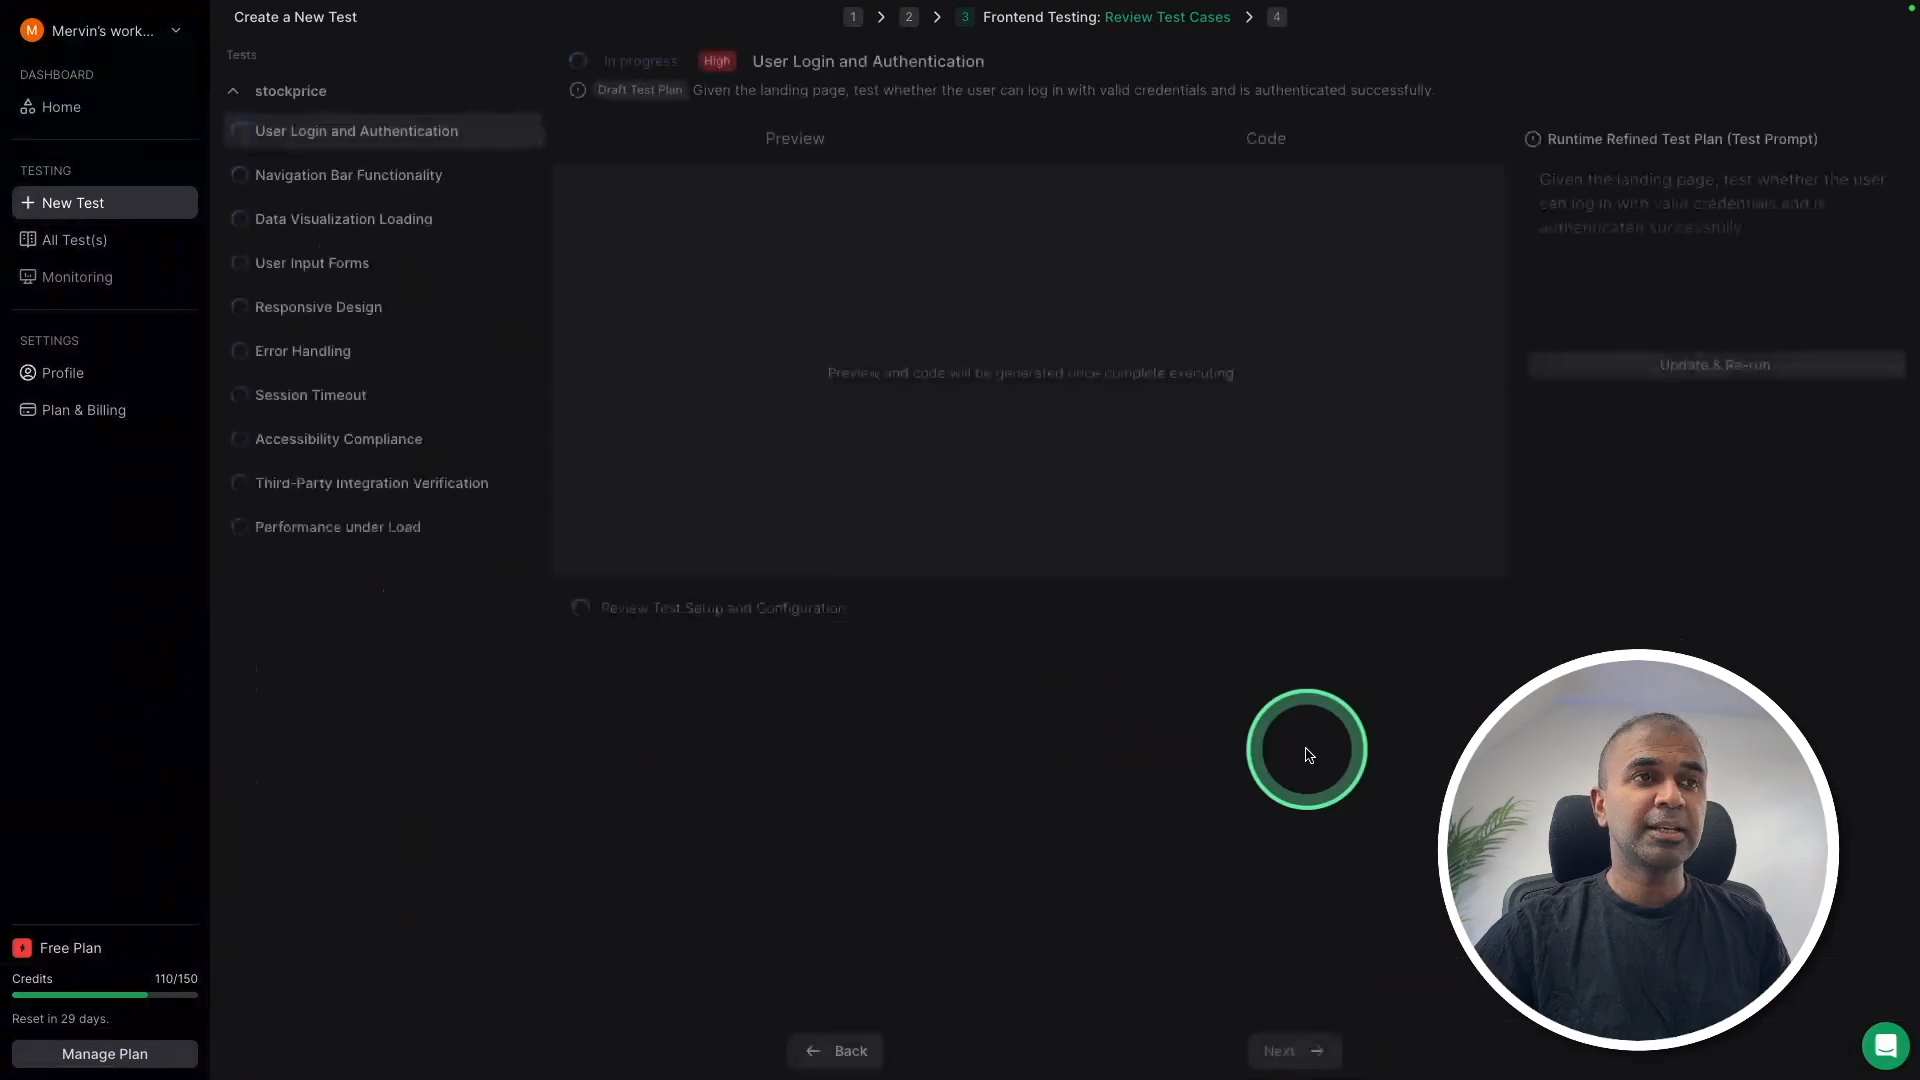 M Mervin's work...
DASHBOARD
Home
TESTING
New Test
All Test(s)
Monitoring
SETTINGS
Profile
Plan & Billing
Free Plan
Credits 110/150
Reset in 29 days.
Manage Plan
Create a New Test
1 2 3 Frontend Testing: Review Test Cases 4
Tests
stockprice
User Login and Authentication
Navigation Bar Functionality
Data Visualization Loading
User Input Forms
Responsive Design
Error Handling
Session Timeout
Accessibility Compliance
Third-Party Integration Verification
Performance under Load
In progress High User Login and Authentication
Draft Test Plan Given the landing page, test whether the user can log in with valid credentials and is authenticated successfully.
Preview Code
Preview and code will be generated once complete executing
Review Test Setup and Configuration
Runtime Refined Test Plan (Test Prompt)
Given the landing page, test whether the user
can log in with valid credentials and is
authenticated successfully.
Update & Re-run
Back Next